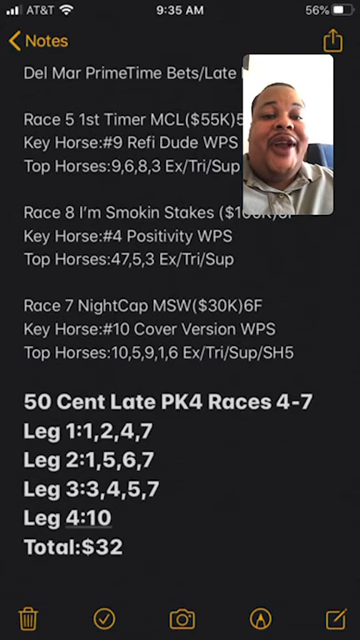 AT&T 9:35 AM 56%
Notes
Del Mar PrimeTime Bets/Late
Race 5 1st Timer MCL($55K)5
Key Horse:#9 Refi Dude WPS
Top Horses:9,6,8,3 Ex/Tri/Sup
Race 8 I'm Smokin Stakes ($100K)6F
Key Horse:#4 Positivity WPS
Top Horses:47,5,3 Ex/Tri/Sup
Race 7 NightCap MSW($30K)6F
Key Horse:#10 Cover Version WPS
Top Horses:10,5,9,1,6 Ex/Tri/Sup/SH5
50 Cent Late PK4 Races 4-7
Leg 1:1,2,4,7
Leg 2:1,5,6,7
Leg 3:3,4,5,7
Leg 4:10
Total:$32